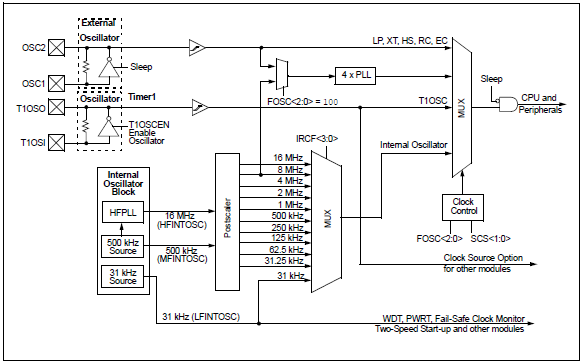 External
Oscillator
OSC2
Sleep
OSC1
LP, XT, HS, RC, EC
4 x PLL
FOSC<2:0> = 100
Oscillator Timer1
T1OSO
T1OSCEN
Enable
Oscillator
T1OSI
T1OSC
MUX
Sleep
CPU and
Peripherals
IRCF<3:0>
Internal Oscillator
Internal
Oscillator
Block
HFPLL
16 MHz
(HFINTOSC)
500 kHz
Source
500 kHz
(MFINTOSC)
31 kHz
Source
Postscaler
16 MHz
8 MHz
4 MHz
2 MHz
1 MHz
500 kHz
250 kHz
125 kHz
62.5 kHz
31.25 kHz
31 kHz
MUX
Clock
Control
FOSC<2:0> SCS<1:0>
Clock Source Option
for other modules
31 kHz (LFINTOSC)
WDT, PWRT, Fail-Safe Clock Monitor
Two-Speed Start-up and other modules